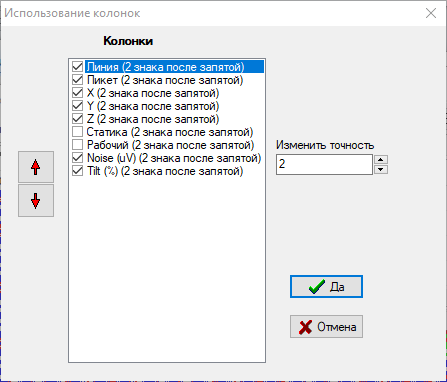 Использование колонок
Колонки
Линия (2 знака после запятой)
Пикет (2 знака после запятой)
X (2 знака после запятой)
Y (2 знака после запятой)
Z (2 знака после запятой)
Статика (2 знака после запятой)
Рабочий (2 знака после запятой)
Noise (uV) (2 знака после запятой)
Tilt (%) (2 знака после запятой)
Изменить точность
2
Да
Отмена